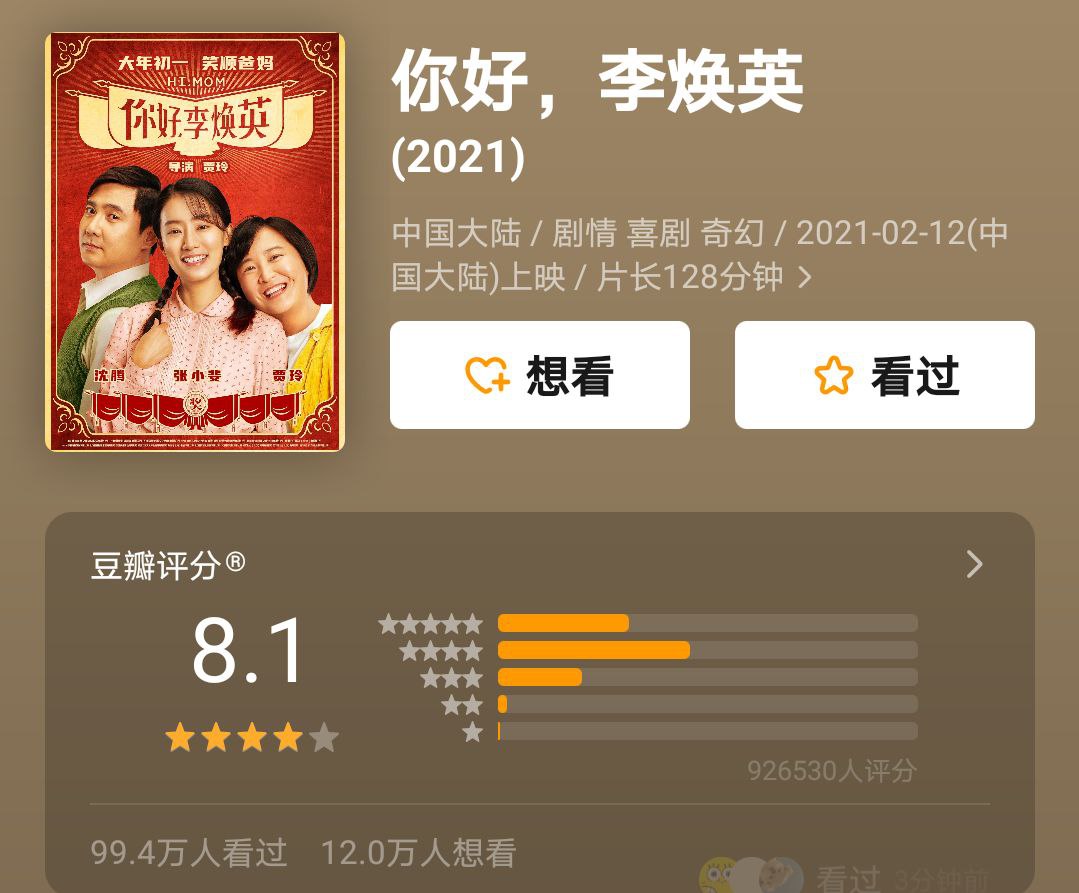 大年初一 笑顺爸妈
HI,MOM
你好,李焕英
导演 贾玲
沈腾 张小斐 贾玲
你好，李焕英
(2021)
中国大陆 / 剧情 喜剧 奇幻 / 2021-02-12(中
国大陆)上映 / 片长128分钟
想看 看过
豆瓣评分®
8.1
926530人评分
99.4万人看过 12.0万人想看
看过 3分钟前